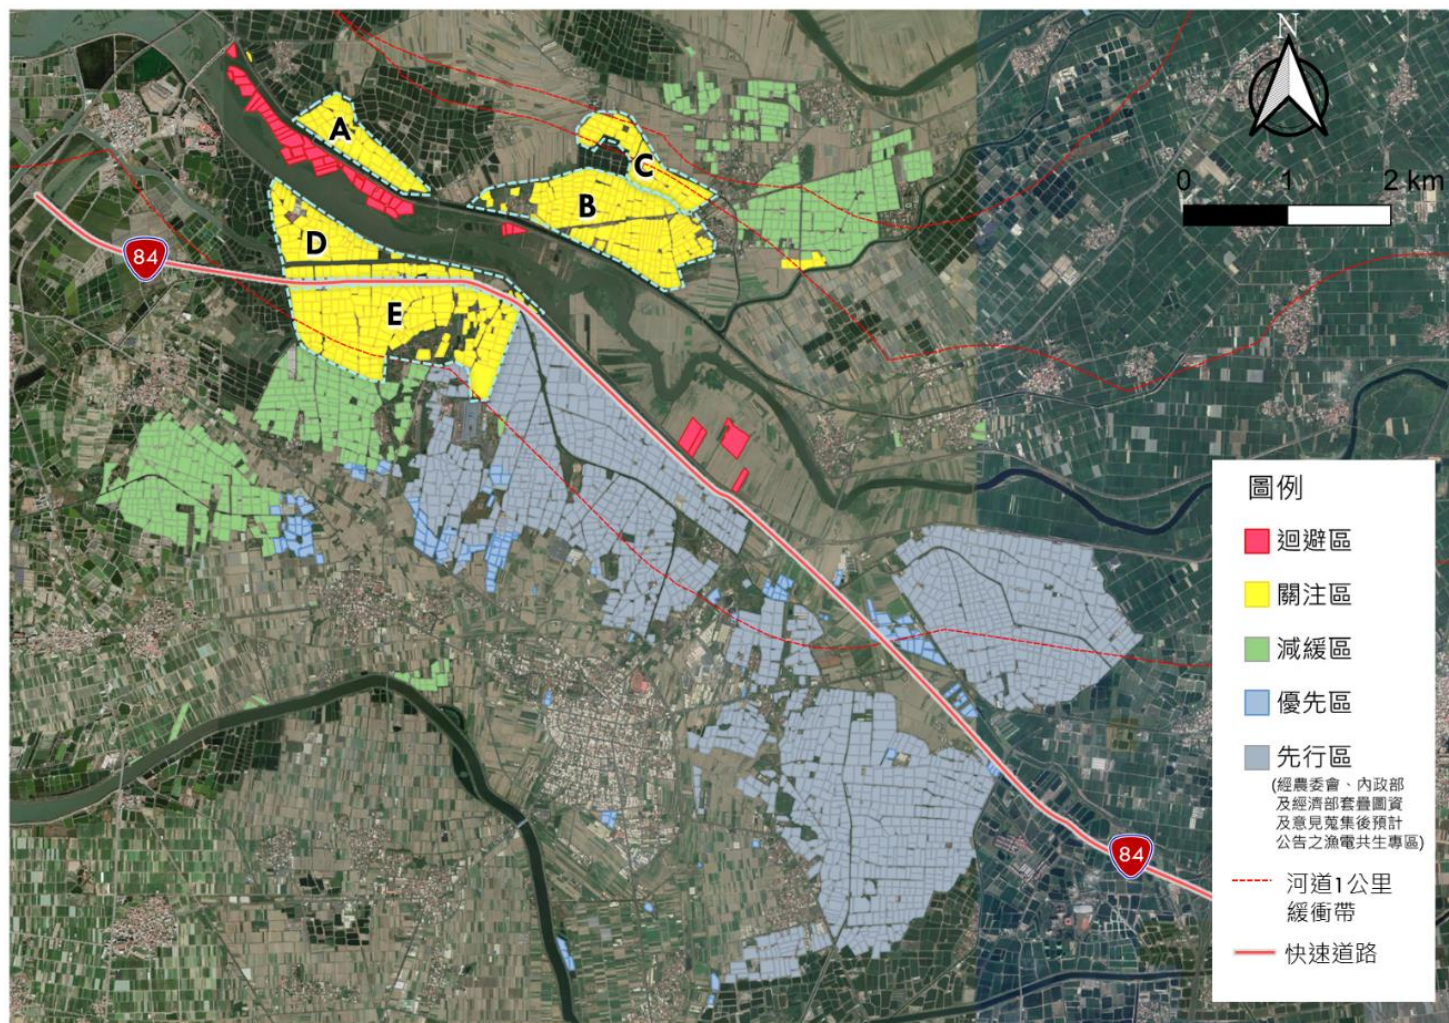 N
0 1 2 km
A
C
B
D
84
E
圖例
迴避區
關注區
減緩區
優先區
先行區
(經農委會、內政部
及經濟部套疊圖資
及意見蒐集後預計
公告之漁電共生專區)
84
河道1公里
緩衝帶
快速道路